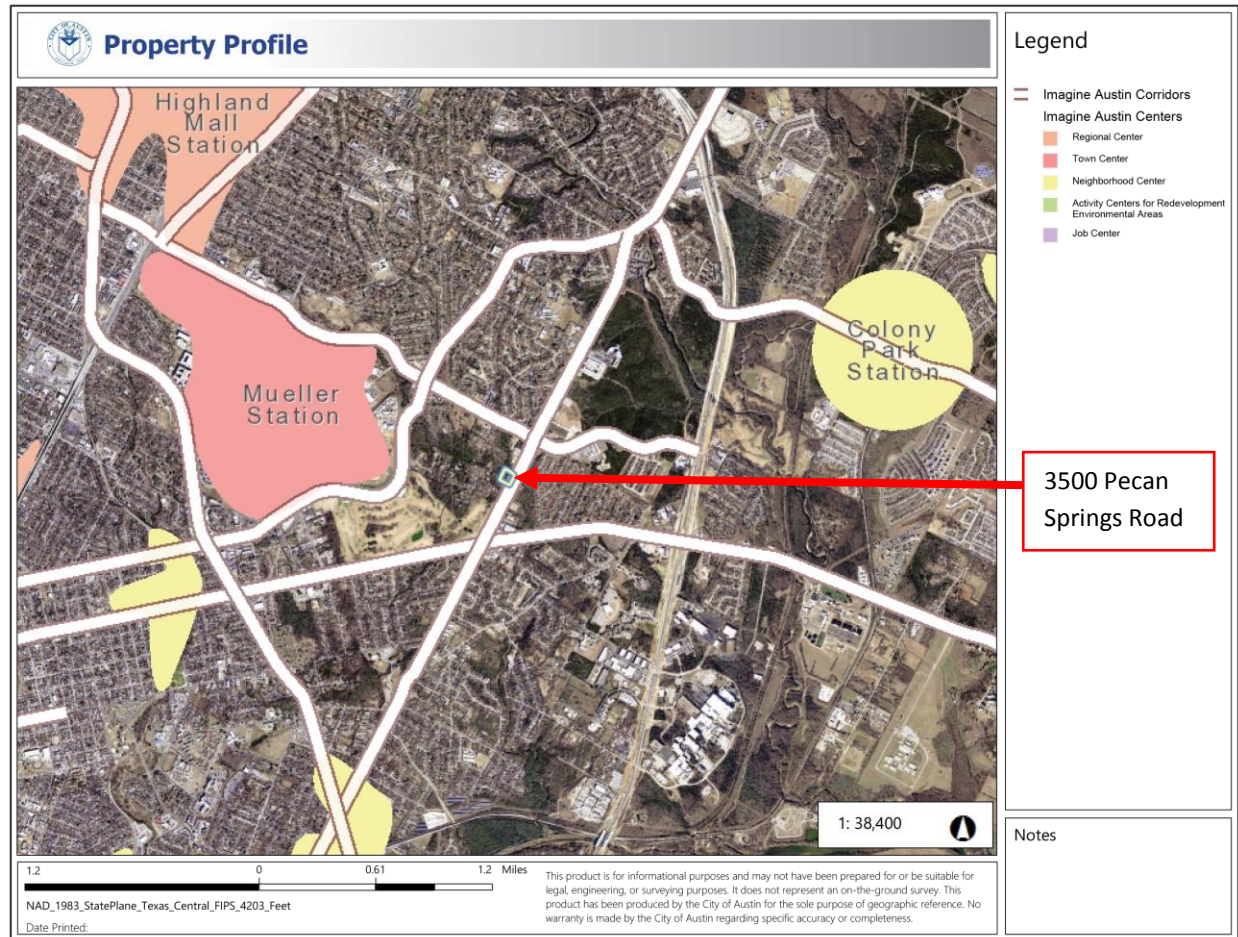 CITY OF AUSTIN
Property Profile
Highland
Mall
Station
Mueller
Station
Colony
Park
Station
1: 38,400
Legend
Imagine Austin Corridors
Imagine Austin Centers
Regional Center
Town Center
Neighborhood Center
Activity Centers for Redevelopment
Environmental Areas
Job Center
3500 Pecan
Springs Road
Notes
1.2 0 0.61 1.2 Miles
NAD_1983_StatePlane_Texas_Central_FIPS_4203_Feet
Date Printed:
This product is for informational purposes and may not have been prepared for or be suitable for
legal, engineering, or surveying purposes. It does not represent an on-the-ground survey. This
product has been produced by the City of Austin for the sole purpose of geographic reference. No
warranty is made by the City of Austin regarding specific accuracy or completeness.